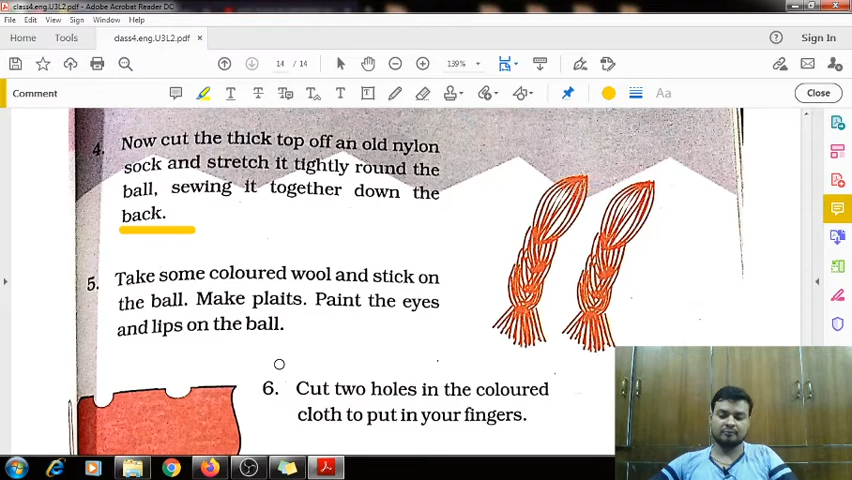 class4.eng.U3L2.pdf - Adobe Acrobat Reader DC
File Edit View Sign Window Help
Home Tools class4.eng.U3L2.pdf × Sign In
14 / 14 139%
Comment Close
4. Now cut the thick top off an old nylon
sock and stretch it tightly round the
ball, sewing it together down the
back.
5. Take some coloured wool and stick on
the ball. Make plaits. Paint the eyes
and lips on the ball.
6. Cut two holes in the coloured
cloth to put in your fingers.